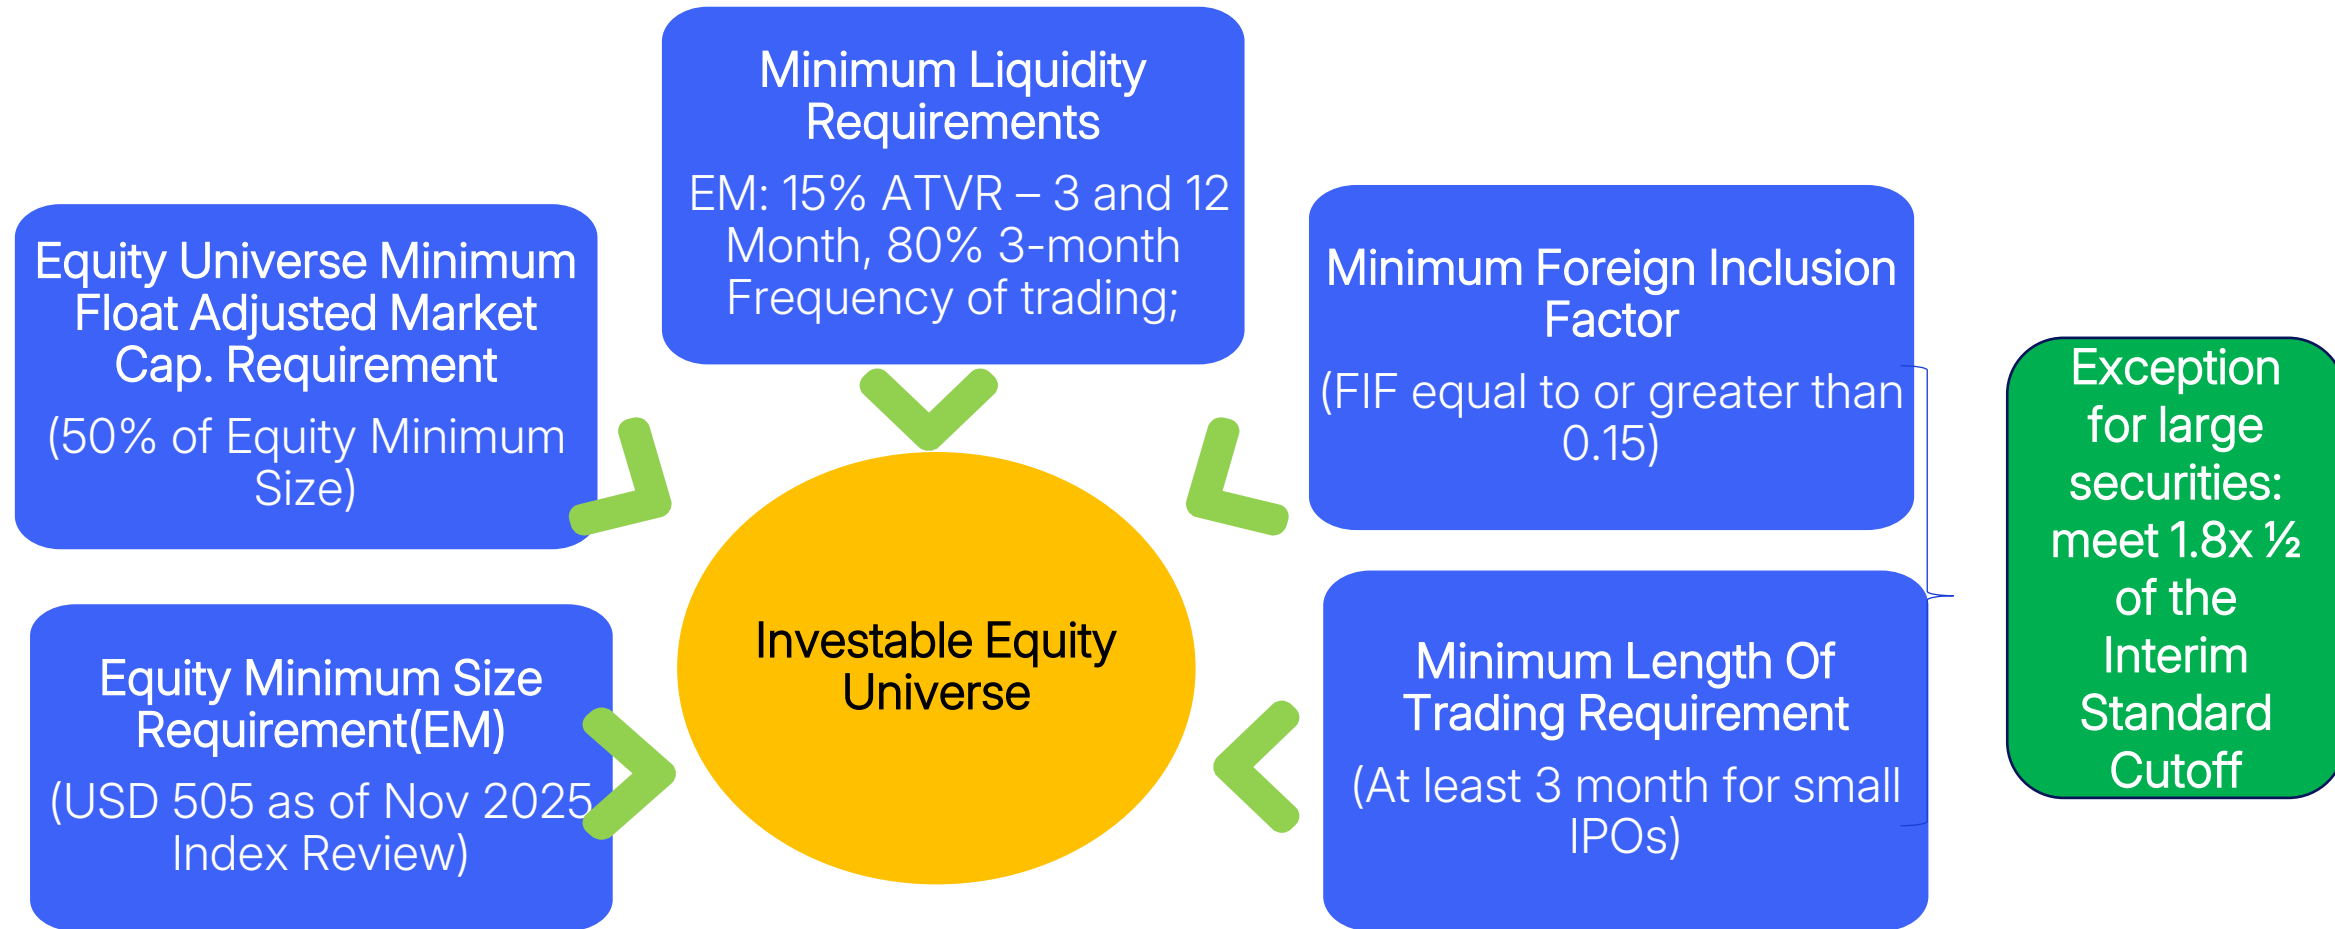 Minimum Liquidity
Requirements
EM: 15% ATVR – 3 and 12
Month, 80% 3-month
Frequency of trading;
Equity Universe Minimum
Float Adjusted Market
Cap. Requirement
(50% of Equity Minimum
Size)
Minimum Foreign Inclusion
Factor
(FIF equal to or greater than
0.15)
Equity Minimum Size
Requirement(EM)
(USD 505 as of Nov 2025
Index Review)
Investable Equity
Universe
Minimum Length Of
Trading Requirement
(At least 3 month for small
IPOs)
Exception
for large
securities:
meet 1.8x ½
of the
Interim
Standard
Cutoff